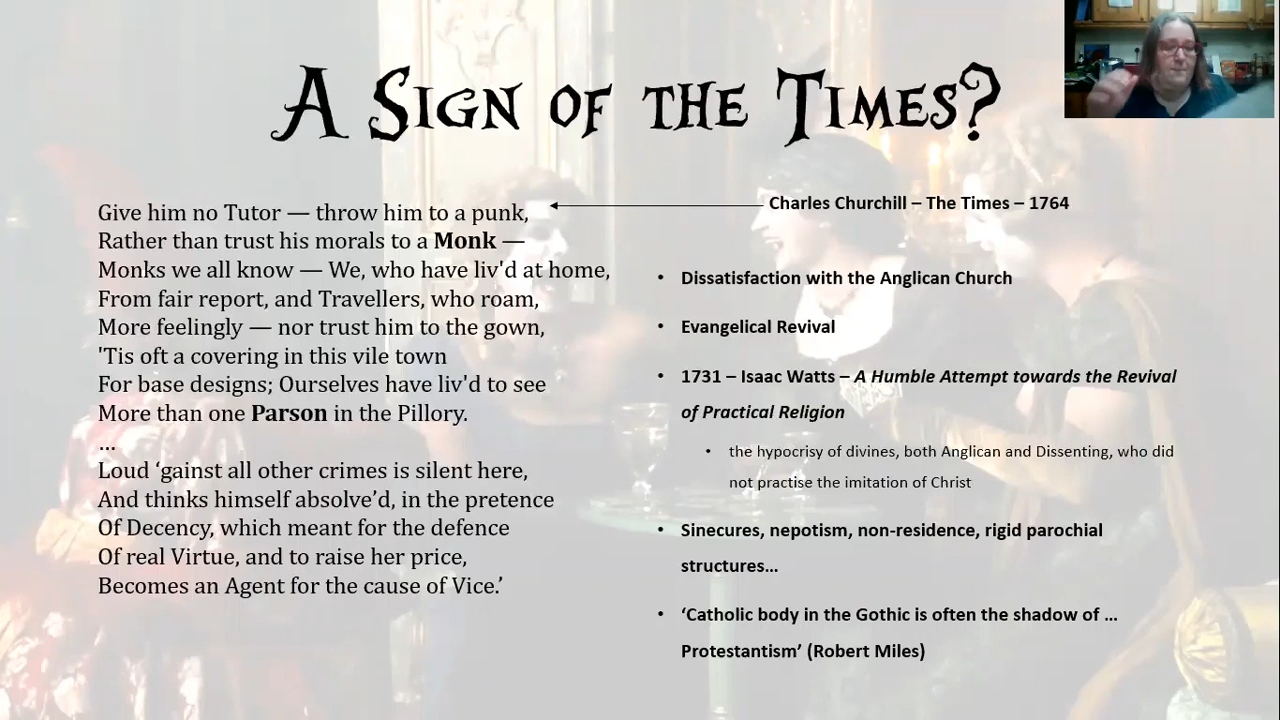 A Sign of the Times?
Give him no Tutor — throw him to a punk,
Rather than trust his morals to a Monk —
Monks we all know — We, who have liv'd at home,
From fair report, and Travellers, who roam,
More feelingly — nor trust him to the gown,
'Tis oft a covering in this vile town
For base designs; Ourselves have liv'd to see
More than one Parson in the Pillory.
...
Loud ‘gainst all other crimes is silent here,
And thinks himself absolve’d, in the pretence
Of Decency, which meant for the defence
Of real Virtue, and to raise her price,
Becomes an Agent for the cause of Vice.’
Charles Churchill – The Times – 1764
• Dissatisfaction with the Anglican Church
• Evangelical Revival
• 1731 – Isaac Watts – A Humble Attempt towards the Revival
of Practical Religion
• the hypocrisy of divines, both Anglican and Dissenting, who did
not practise the imitation of Christ
• Sinecures, nepotism, non-residence, rigid parochial
structures...
• ‘Catholic body in the Gothic is often the shadow of ...
Protestantism’ (Robert Miles)